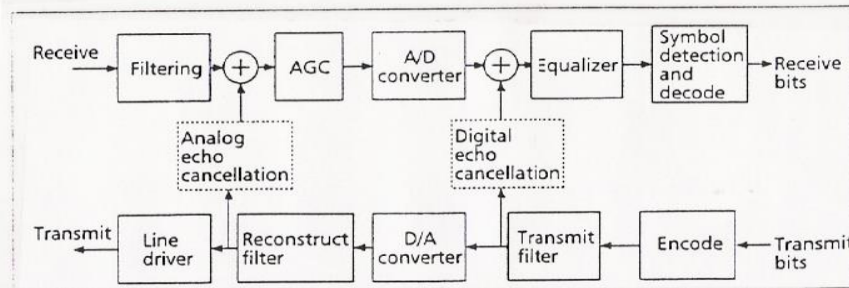 Receive
Filtering
AGC
A/D
converter
Equalizer
Symbol
detection
and
decode
Receive
bits
Analog
echo
cancellation
Digital
echo
cancellation
Transmit
Line
driver
Reconstruct
filter
D/A
converter
Transmit
filter
Encode
Transmit
bits